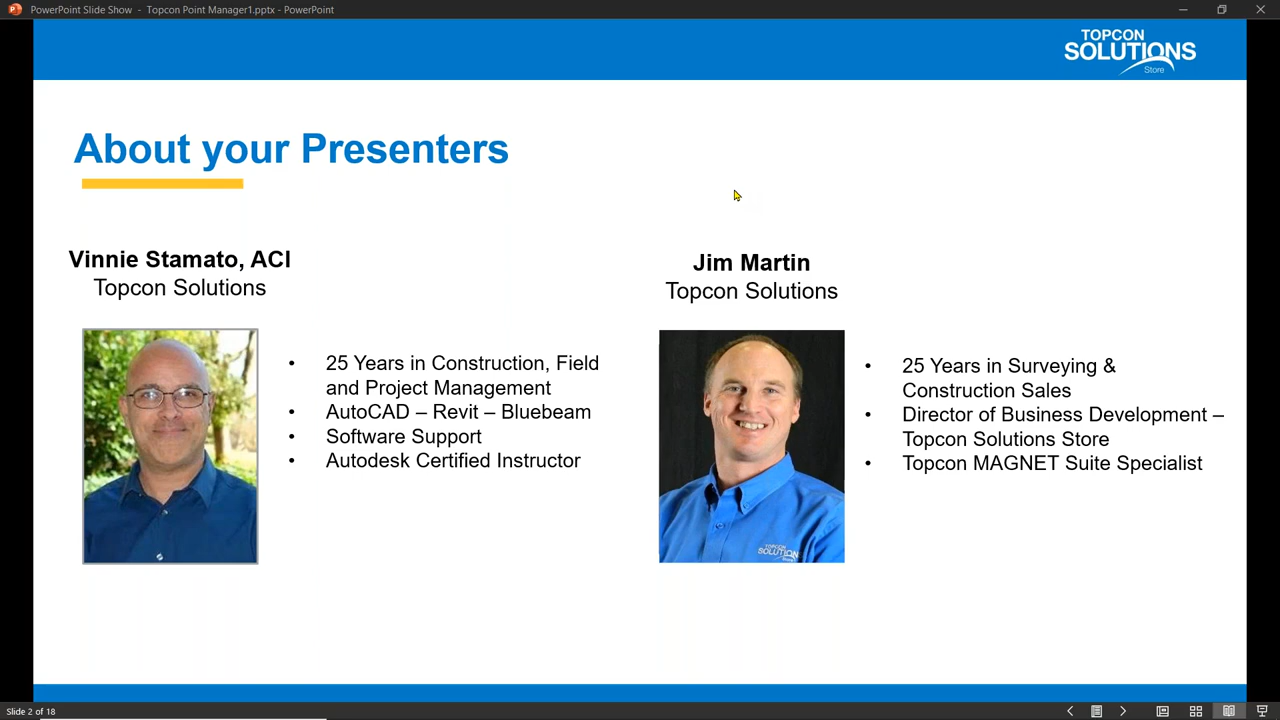 PowerPoint Slide Show - Topcon Point Manager1.pptx - PowerPoint
TOPCON
SOLUTIONS
Store
About your Presenters
Vinnie Stamato, ACI
Topcon Solutions
• 25 Years in Construction, Field
and Project Management
• AutoCAD – Revit – Bluebeam
• Software Support
• Autodesk Certified Instructor
Jim Martin
Topcon Solutions
• 25 Years in Surveying &
Construction Sales
• Director of Business Development –
Topcon Solutions Store
• Topcon MAGNET Suite Specialist
TOPCON
SOLUTIONS
Slide 2 of 18